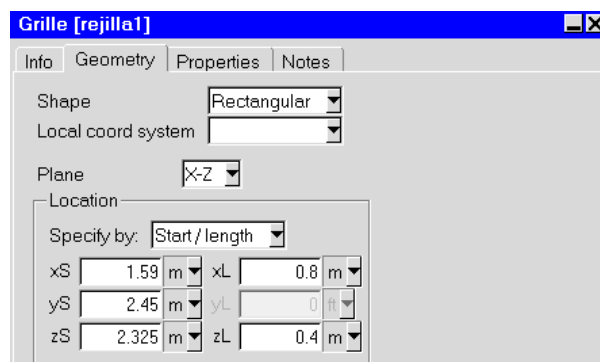 Grille [rejilla1]
Info Geometry Properties Notes
Shape Rectangular
Local coord system
Plane X-Z
Location
Specify by: Start / length
xS 1.59 m xL 0.8 m
yS 2.45 m yL 0 ft
zS 2.325 m zL 0.4 m